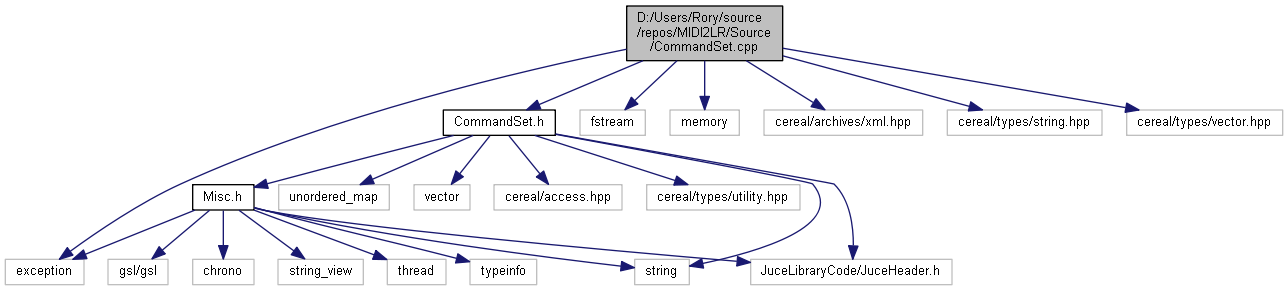 D:/Users/Rory/source
/repos/MIDI2LR/Source
/CommandSet.cpp
CommandSet.h
fstream
memory
cereal/archives/xml.hpp
cereal/types/string.hpp
cereal/types/vector.hpp
Misc.h
unordered_map
vector
cereal/access.hpp
cereal/types/utility.hpp
exception
gsl/gsl
chrono
string_view
thread
typeinfo
string
JuceLibraryCode/JuceHeader.h